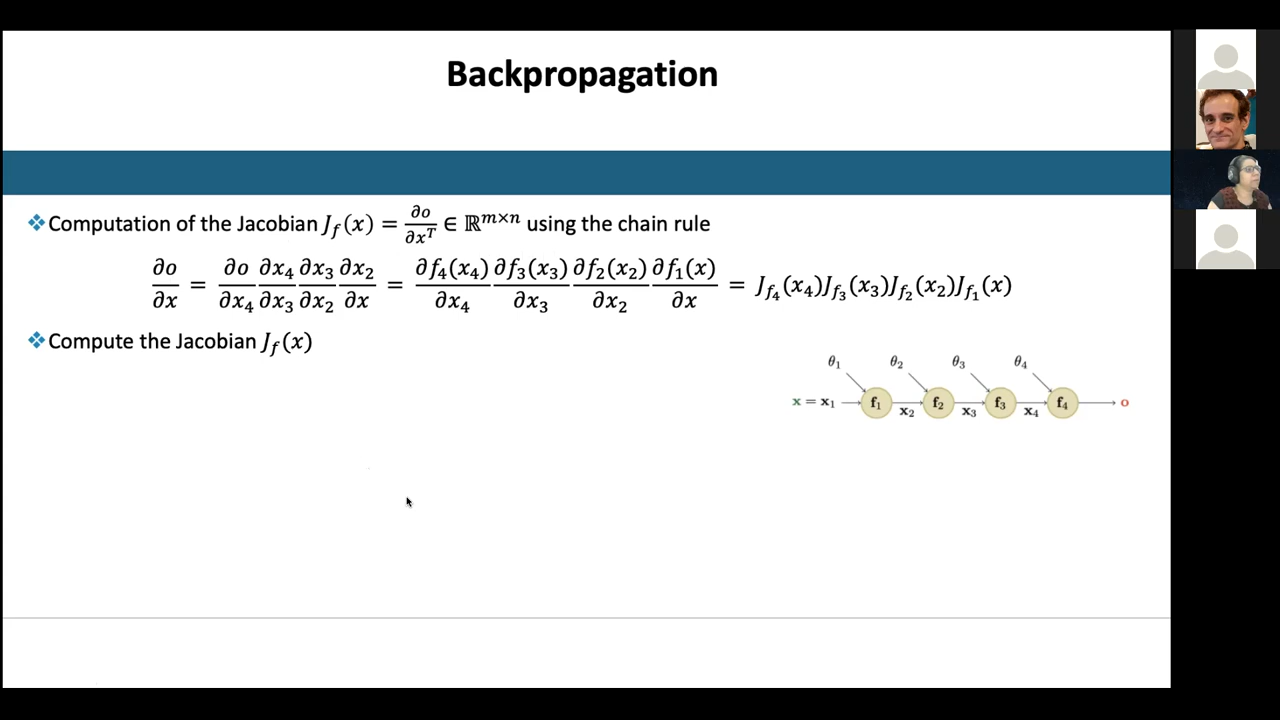 Backpropagation
❖Computation of the Jacobian J_f(x) = ∂o/∂x^T ∈ ℝ^{m×n} using the chain rule
∂o/∂x = ∂o/∂x_4 ∂x_4/∂x_3 ∂x_3/∂x_2 ∂x_2/∂x = ∂f_4(x_4)/∂x_4 ∂f_3(x_3)/∂x_3 ∂f_2(x_2)/∂x_2 ∂f_1(x)/∂x = J_{f_4}(x_4)J_{f_3}(x_3)J_{f_2}(x_2)J_{f_1}(x)
❖Compute the Jacobian J_f(x)
θ_1 θ_2 θ_3 θ_4
x = x_1 f_1 x_2 f_2 x_3 f_3 x_4 f_4 o